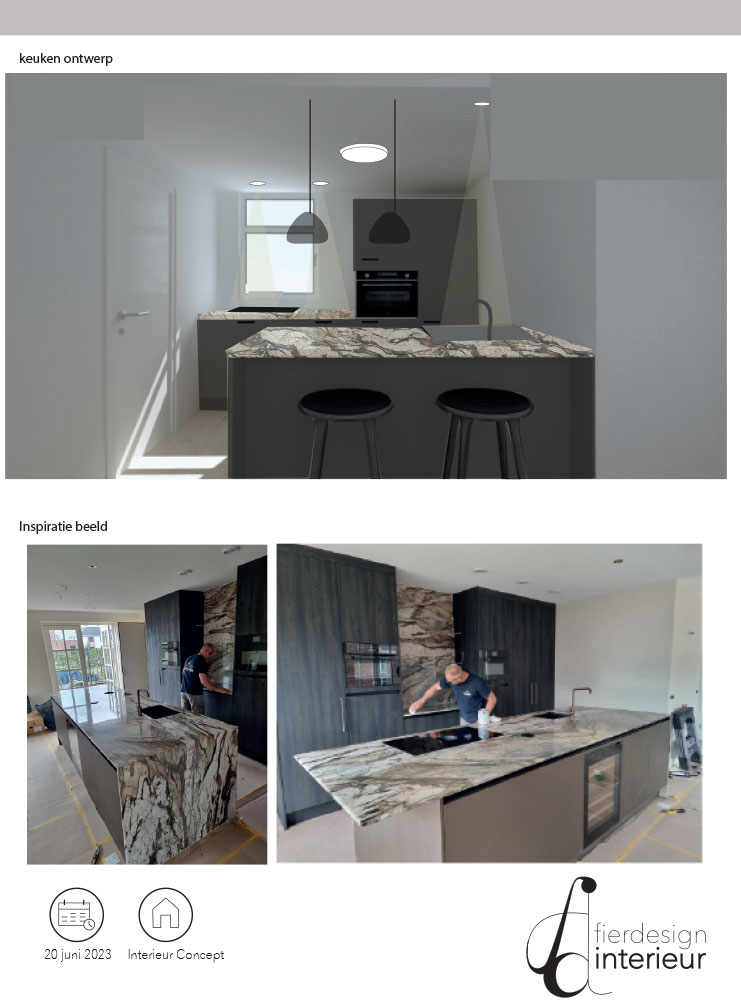 keuken ontwerp
Inspiratie beeld
20 juni 2023
Interieur Concept
fierdesign
interieur